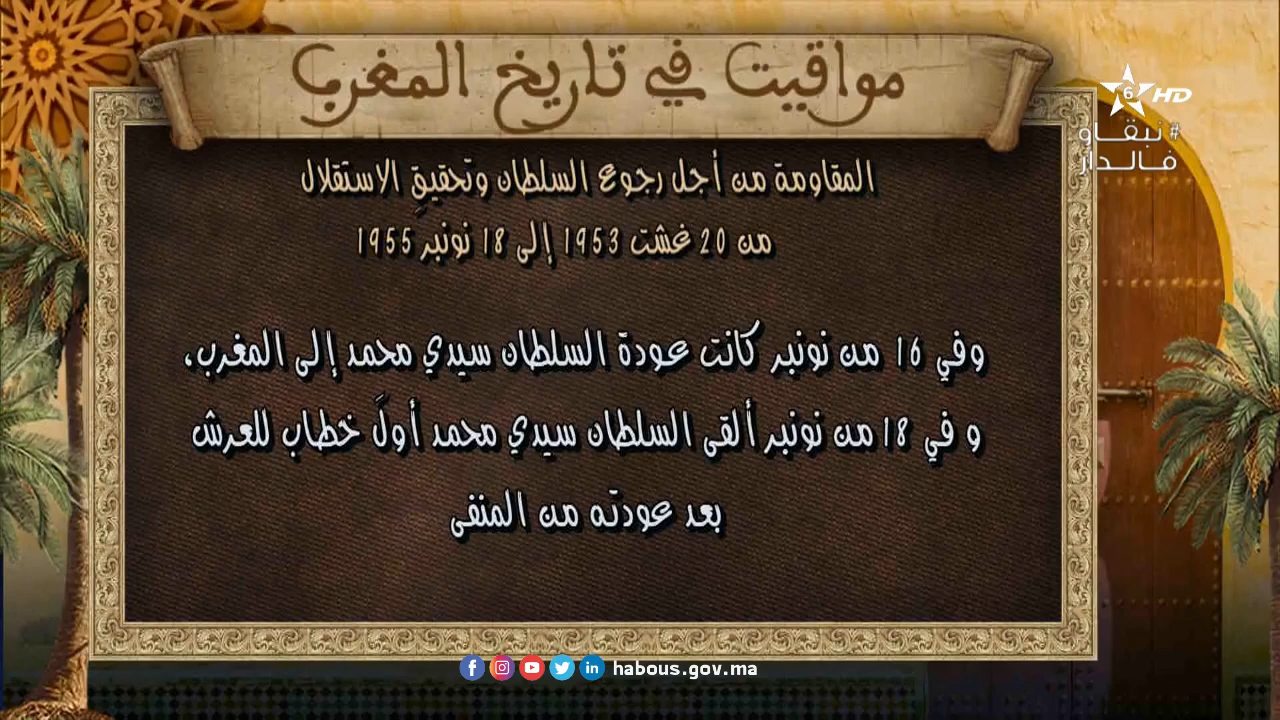 مواقيت في تاريخ المغرب
6 HD
#نبقاو
فالدار
المقاومة من أجل رجوع السلطان وتحقيقِ الاستقلال
من 20 غشت 1953 إلى 18 نونبر 1955
وفي 16 من نونبر كانت عودة السلطان سيدي محمد إلى المغرب،
و في 18 من نونبر ألقى السلطان سيدي محمد أولَ خطاب للعرش
بعد عودته من المنفى
habous.gov.ma